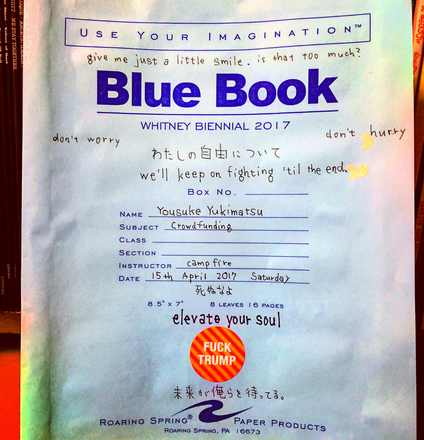 USE YOUR IMAGINATION™
give me just a little smile. is that too much?
Blue Book
WHITNEY BIENNIAL 2017
don't worry
don't hurry
わたしの自由について
we'll keep on fighting 'til the end.
BOX NO.
NAME Yousuke Yukimatsu
SUBJECT Crowdfunding
CLASS
SECTION
INSTRUCTOR camp fire
DATE 15th April 2017 Saturday
死ぬなよ
8.5" x 7" 8 LEAVES 16 PAGES
elevate your soul
FUCK
TRUMP
未来が俺らを待ってる。
ROARING SPRING® PAPER PRODUCTS
ROARING SPRING, PA 16673